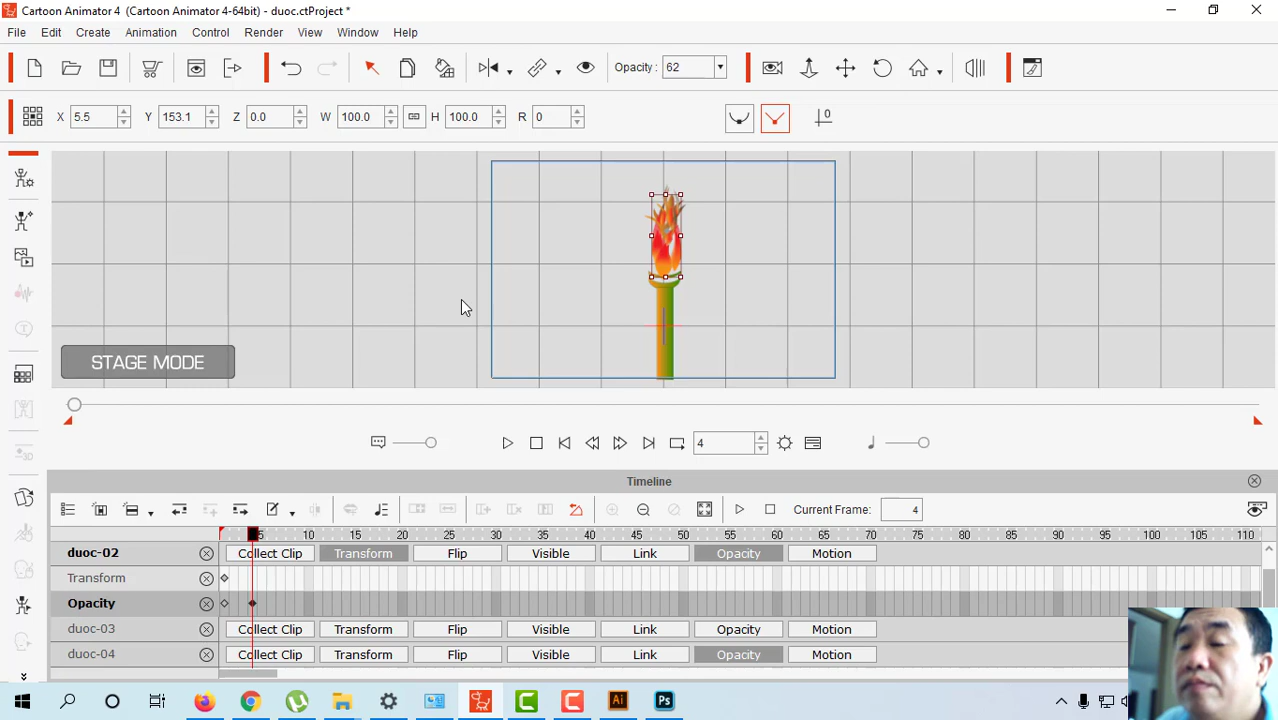 Cartoon Animator 4 (Cartoon Animator 4-64bit) - duoc.ctProject *
File Edit Create Animation Control Render View Window Help
Opacity : 62
X 5.5 Y 153.1 Z 0.0 W 100.0 H 100.0 R 0
STAGE MODE
4
Timeline
Current Frame: 4
5 10 15 20 25 30 35 40 45 50 55 60 65 70 75 80 85 90 95 100 105 110
duoc-02 Collect Clip Transform Flip Visible Link Opacity Motion
Transform
Opacity
duoc-03 Collect Clip Transform Flip Visible Link Opacity Motion
duoc-04 Collect Clip Transform Flip Visible Link Opacity Motion
Ai Ps